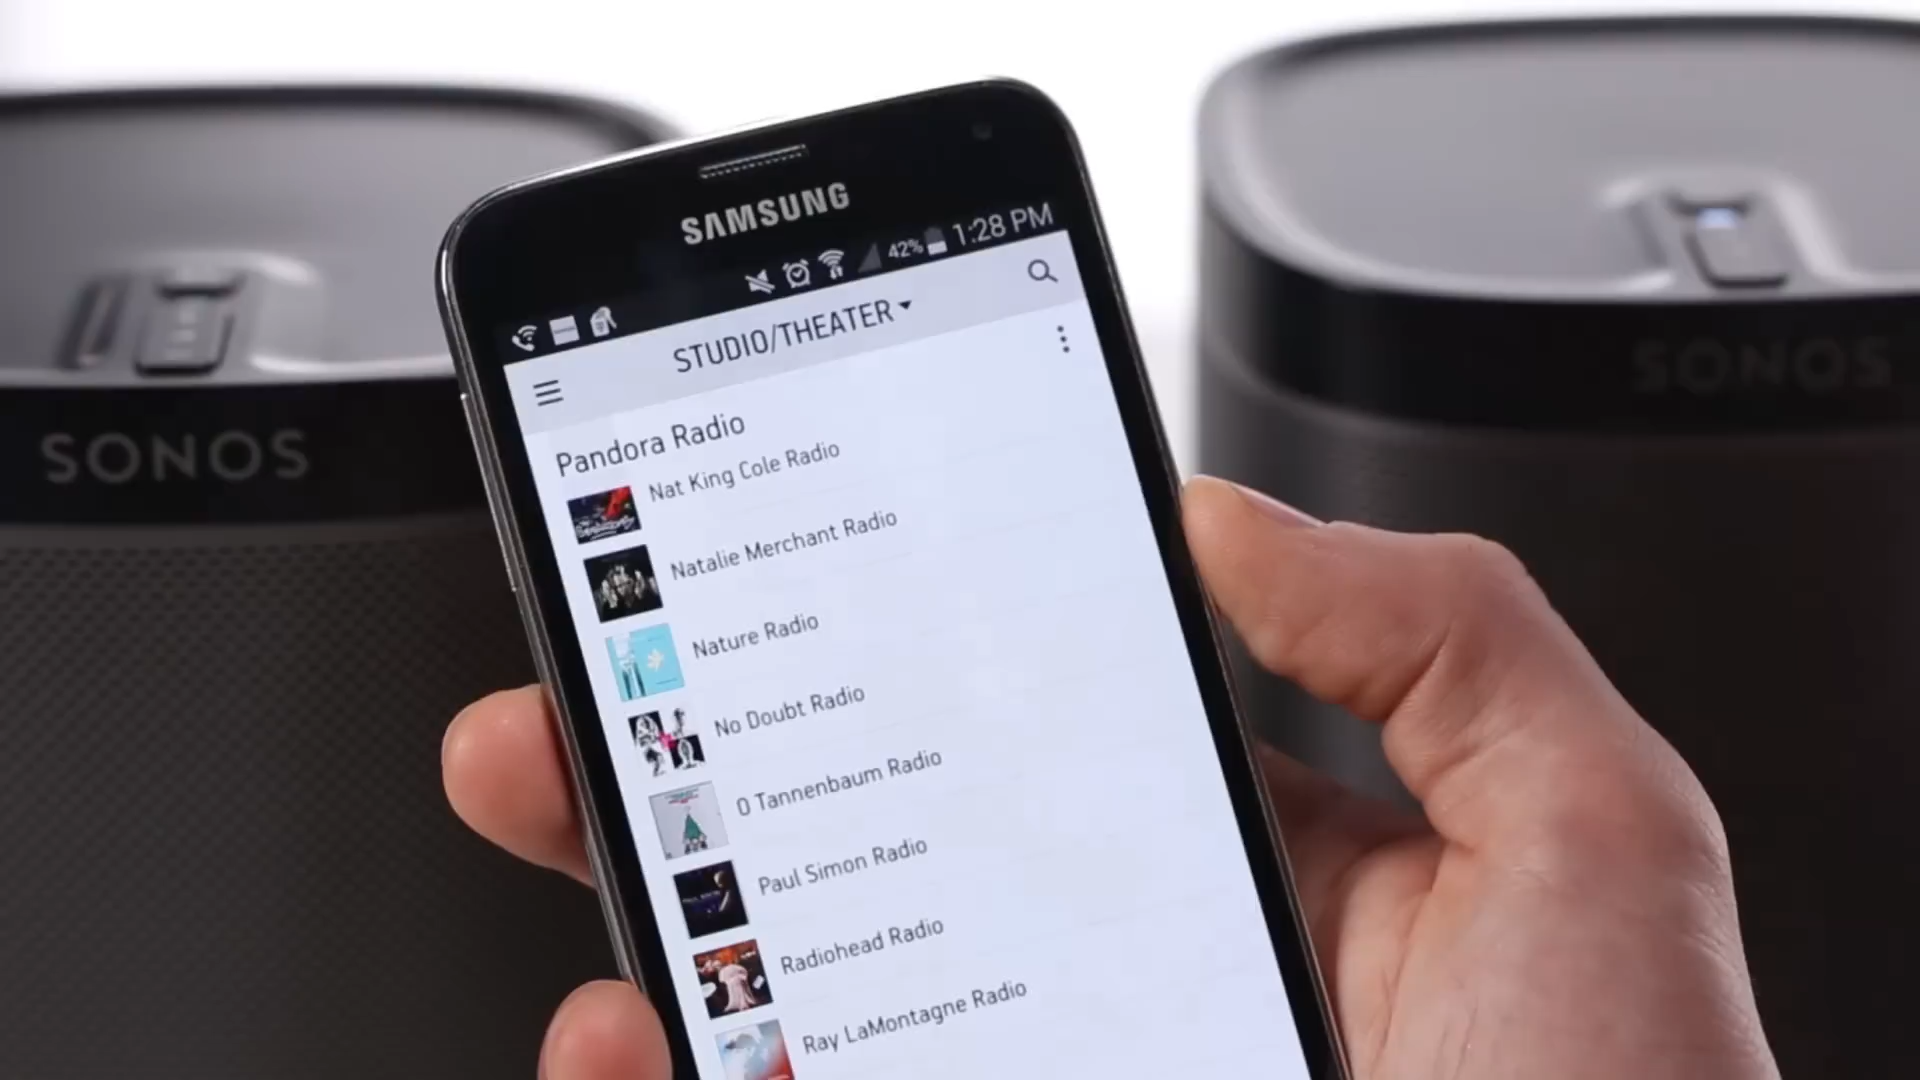 SAMSUNG
42% 1:28 PM
STUDIO/THEATER
Pandora Radio
Nat King Cole Radio
Natalie Merchant Radio
Nature Radio
No Doubt Radio
O Tannenbaum Radio
Paul Simon Radio
Radiohead Radio
Ray LaMontagne Radio
SONOS
SONOS